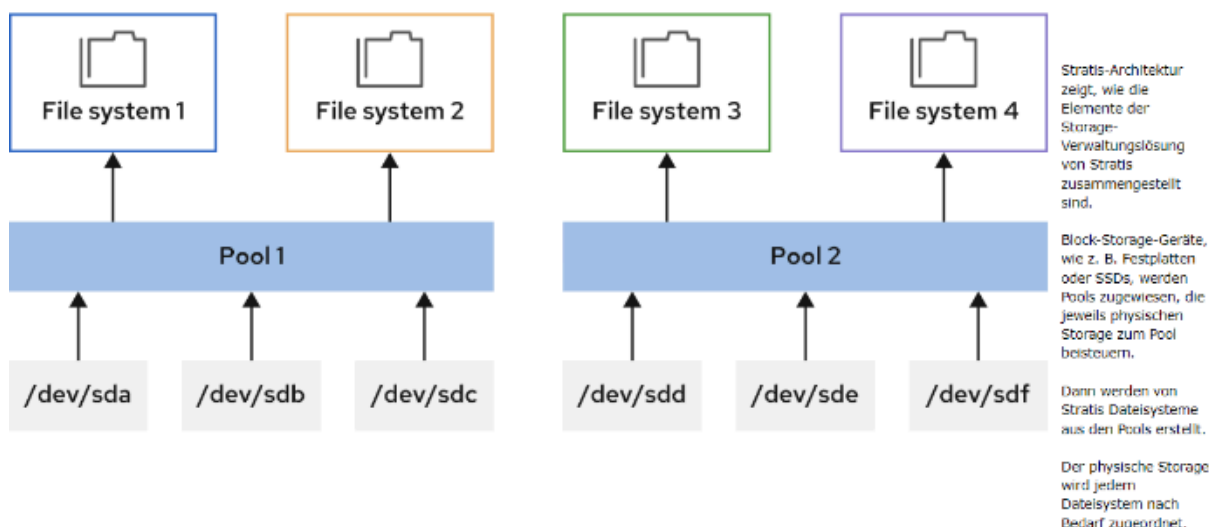 File system 1
File system 2
File system 3
File system 4
Pool 1
Pool 2
/dev/sda
/dev/sdb
/dev/sdc
/dev/sdd
/dev/sde
/dev/sdf
Stratis-Architektur
zeigt, wie die
Elemente der
Storage-
Verwaltungslösung
von Stratis
zusammengestellt
sind.
Block-Storage-Geräte,
wie z. B. Festplatten
oder SSDs, werden
Pools zugewiesen, die
jeweils physischen
Storage zum Pool
beisteuern.
Dann werden von
Stratis Dateisysteme
aus den Pools erstellt.
Der physische Storage
wird jedem
Dateisystem nach
Bedarf zugeordnet.